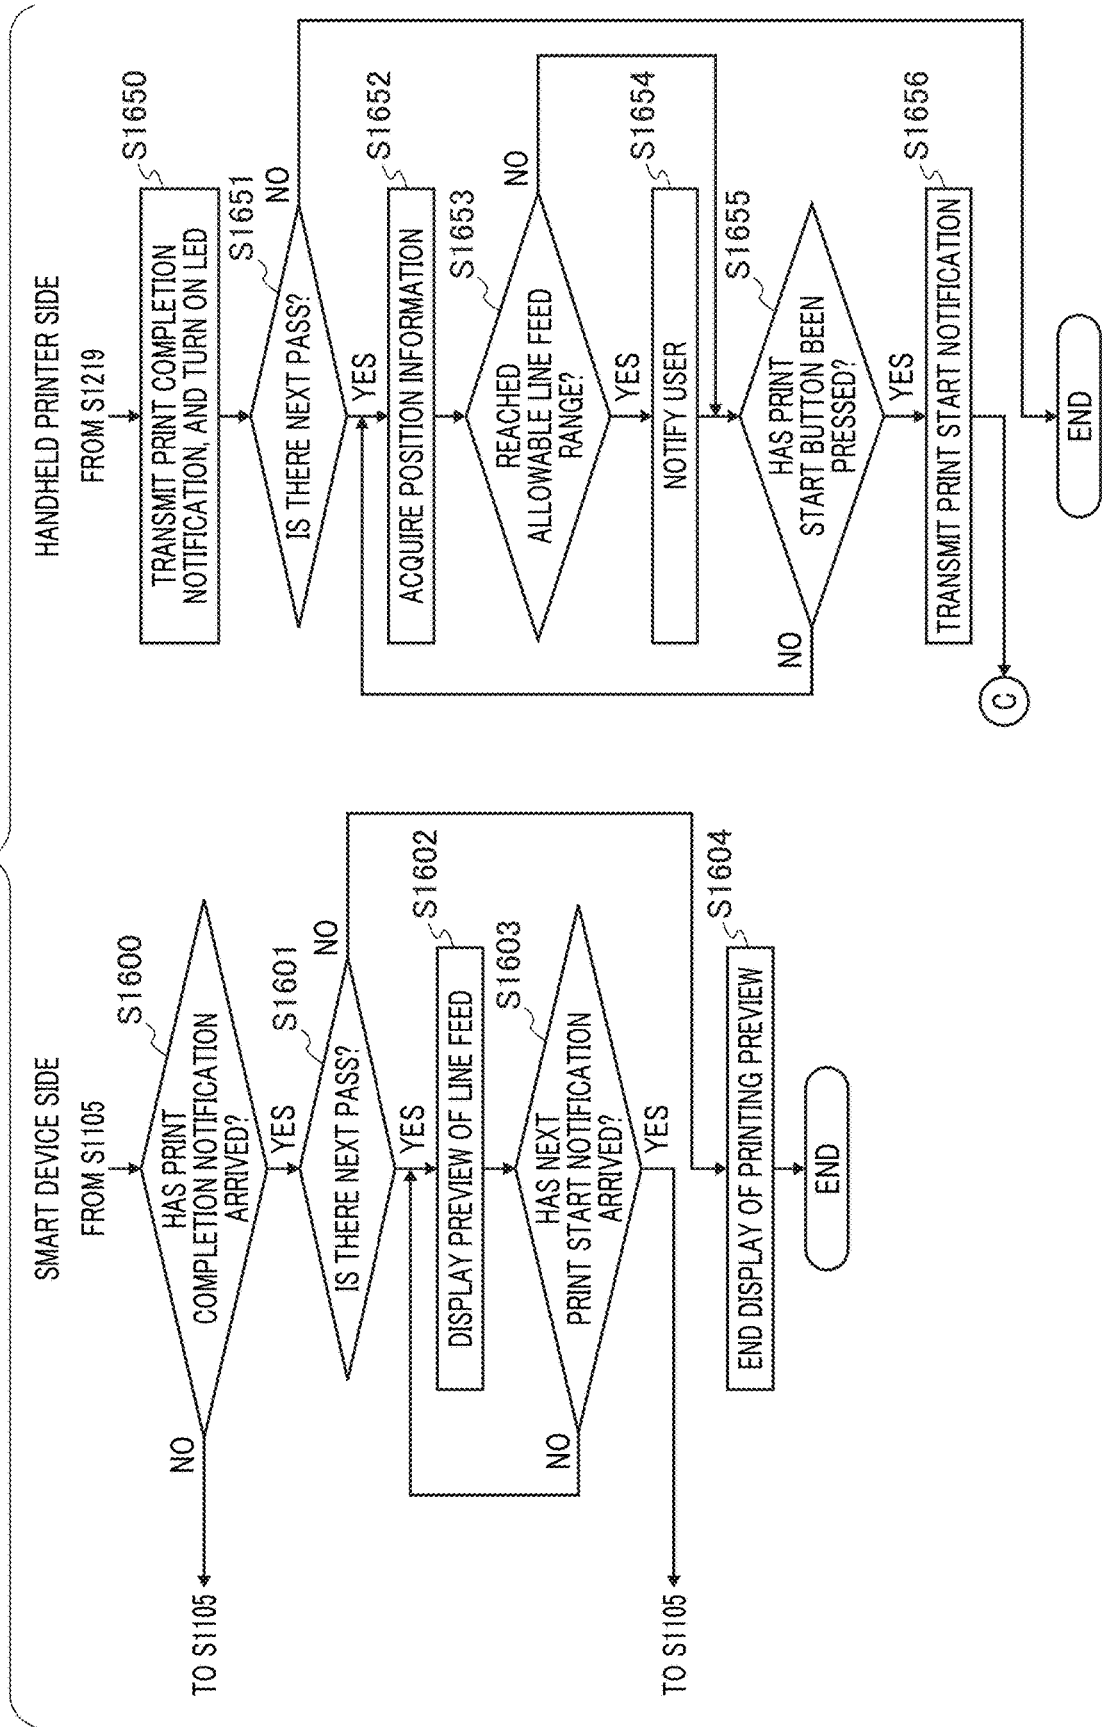 SMART DEVICE SIDE
FROM S1105
S1600
HAS PRINT
COMPLETION NOTIFICATION
ARRIVED?
NO
TO S1105
YES
S1601
IS THERE NEXT PASS?
NO
YES
S1602
DISPLAY PREVIEW OF LINE FEED
S1603
HAS NEXT
PRINT START NOTIFICATION
ARRIVED?
NO
YES
TO S1105
S1604
END DISPLAY OF PRINTING PREVIEW
END
HANDHELD PRINTER SIDE
FROM S1219
S1650
TRANSMIT PRINT COMPLETION
NOTIFICATION, AND TURN ON LED
S1651
IS THERE NEXT PASS?
NO
YES
S1652
ACQUIRE POSITION INFORMATION
S1653
REACHED
ALLOWABLE LINE FEED
RANGE?
NO
YES
S1654
NOTIFY USER
S1655
HAS PRINT
START BUTTON BEEN
PRESSED?
NO
YES
S1656
TRANSMIT PRINT START NOTIFICATION
C
END